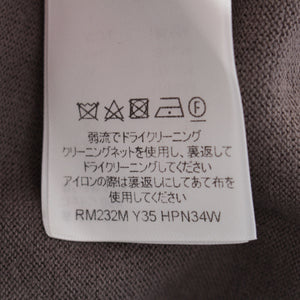 F
弱流でドライクリーニング
クリーニングネットを使用し、裏返して
ドライクリーニングしてください
アイロンの際は裏返しにしてあて布を
使用してください
RM232M Y35 HPN34W